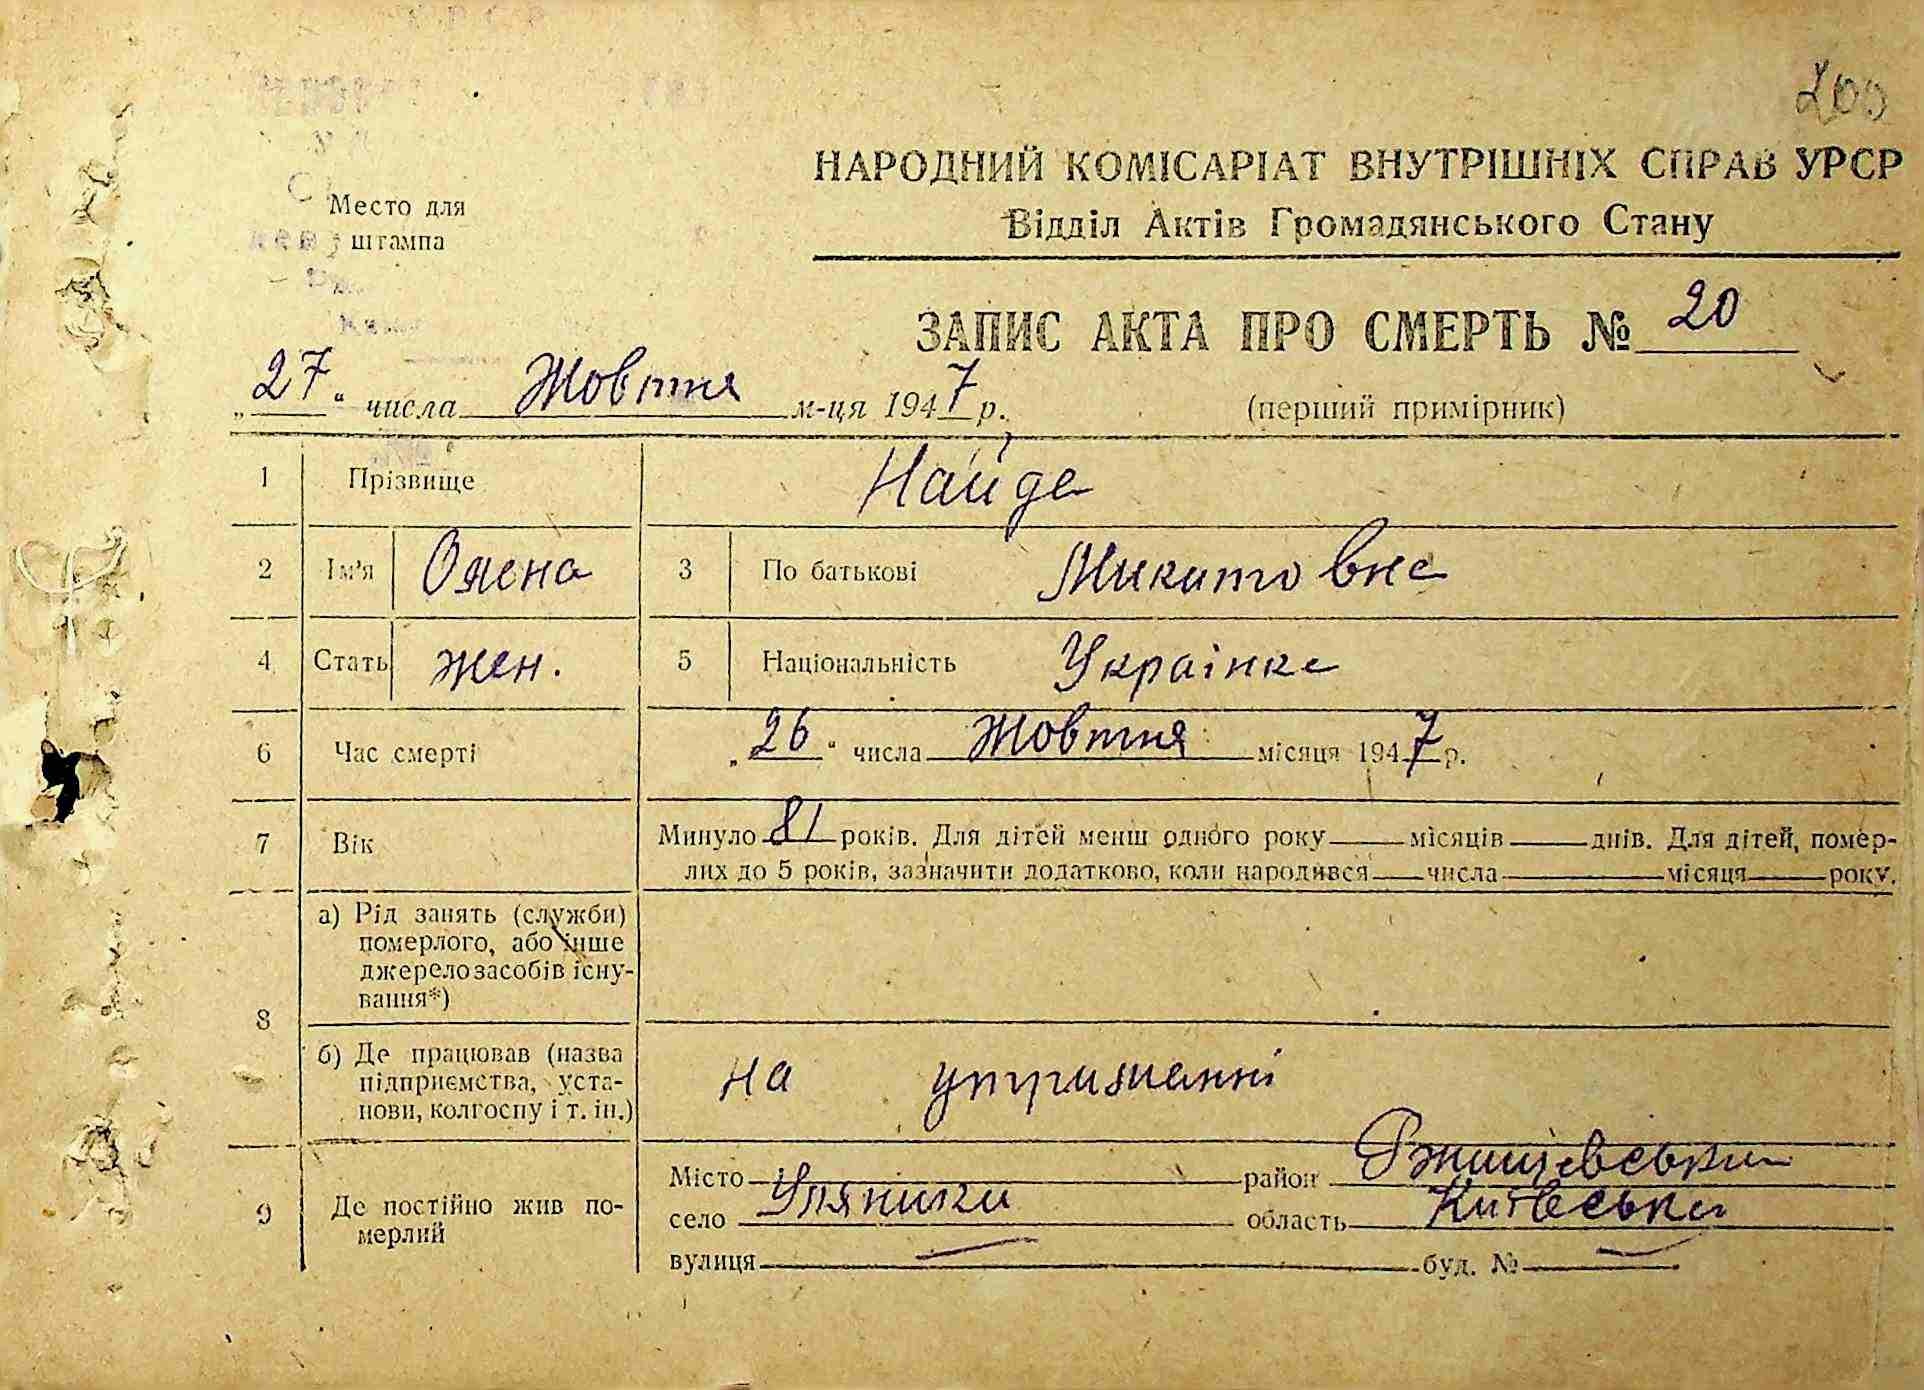 200
НАРОДНИЙ КОМІСАРІАТ ВНУТРІШНІХ СПРАВ УРСР
Відділ Актів Громадянського Стану
Место для
штампа
ЗАПИС АКТА ПРО СМЕРТЬ № 20
„27“ числа Жовтня м-ця 1947 р.
(перший примірник)
1 Прізвище Найда
2 Ім'я Олена 3 По батькові Микитовна
4 Стать жен. 5 Національність Українка
6 Час смерті „26“ числа Жовтня місяця 1947 р.
7 Вік Минуло 81 років. Для дітей менш одного року — місяців — днів. Для дітей, помер-
лих до 5 років, зазначити додатково, коли народився — числа — місяця — року.
8 а) Рід занять (служби)
померлого, або інше
джерело засобів існу-
вання*)
б) Де працював (назва
підприємства, уста-
нови, колгоспу і т. ін.)
на утриманні
9 Де постійно жив по-
мерлий
Місто район Ржищевський
село Уляники область Київська
вулиця буд. №